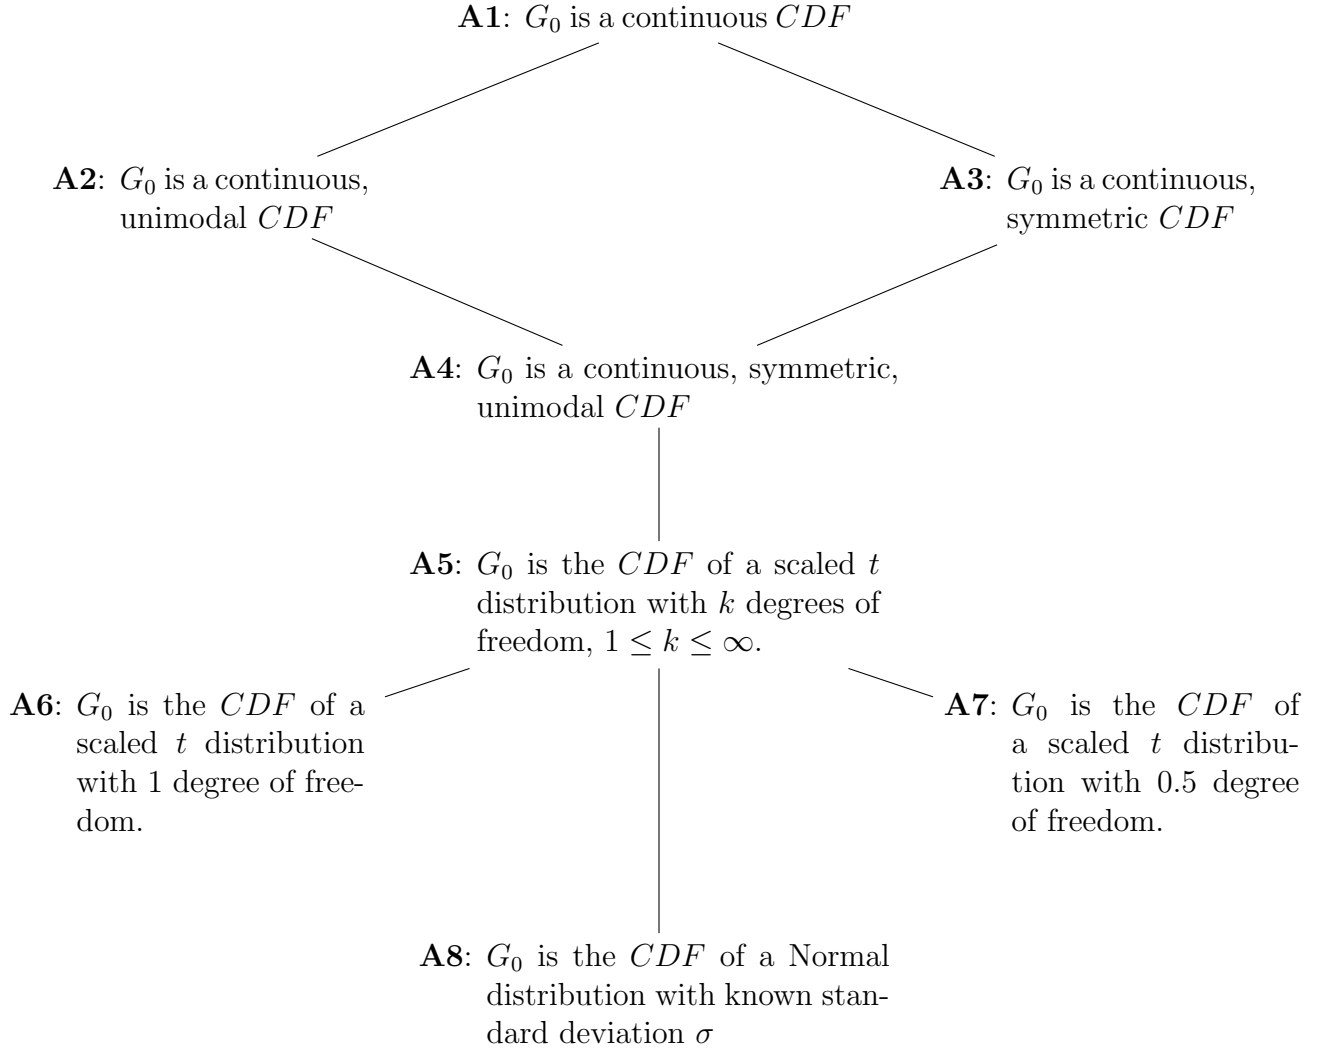 A1: G₀ is a continuous CDF
A2: G₀ is a continuous,
unimodal CDF
A3: G₀ is a continuous,
symmetric CDF
A4: G₀ is a continuous, symmetric,
unimodal CDF
A5: G₀ is the CDF of a scaled t
distribution with k degrees of
freedom, 1 ≤ k ≤ ∞.
A6: G₀ is the CDF of a
scaled t distribution
with 1 degree of free-
dom.
A7: G₀ is the CDF of
a scaled t distribu-
tion with 0.5 degree
of freedom.
A8: G₀ is the CDF of a Normal
distribution with known stan-
dard deviation σ